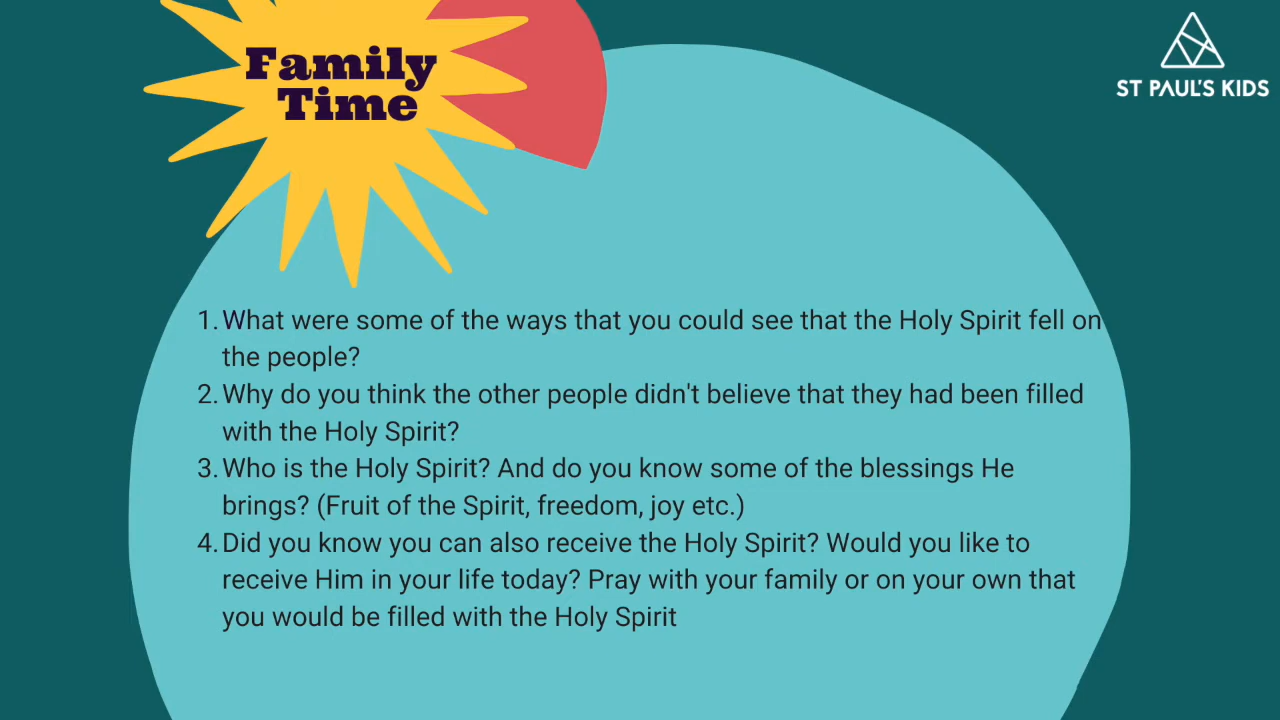 Family
Time
ST PAUL'S KIDS
1. What were some of the ways that you could see that the Holy Spirit fell on
the people?
2. Why do you think the other people didn't believe that they had been filled
with the Holy Spirit?
3. Who is the Holy Spirit? And do you know some of the blessings He
brings? (Fruit of the Spirit, freedom, joy etc.)
4. Did you know you can also receive the Holy Spirit? Would you like to
receive Him in your life today? Pray with your family or on your own that
you would be filled with the Holy Spirit